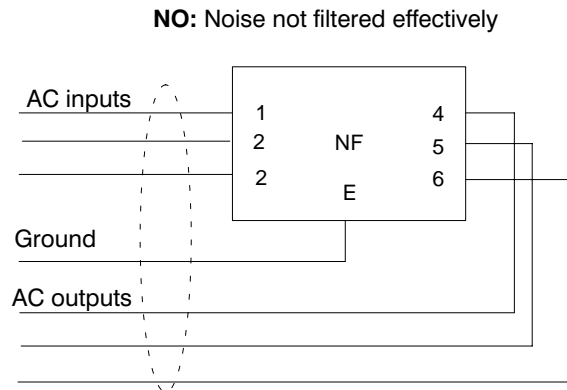 NO: Noise not filtered effectively
AC inputs
1
4
2
NF
5
2
E
6
Ground
AC outputs